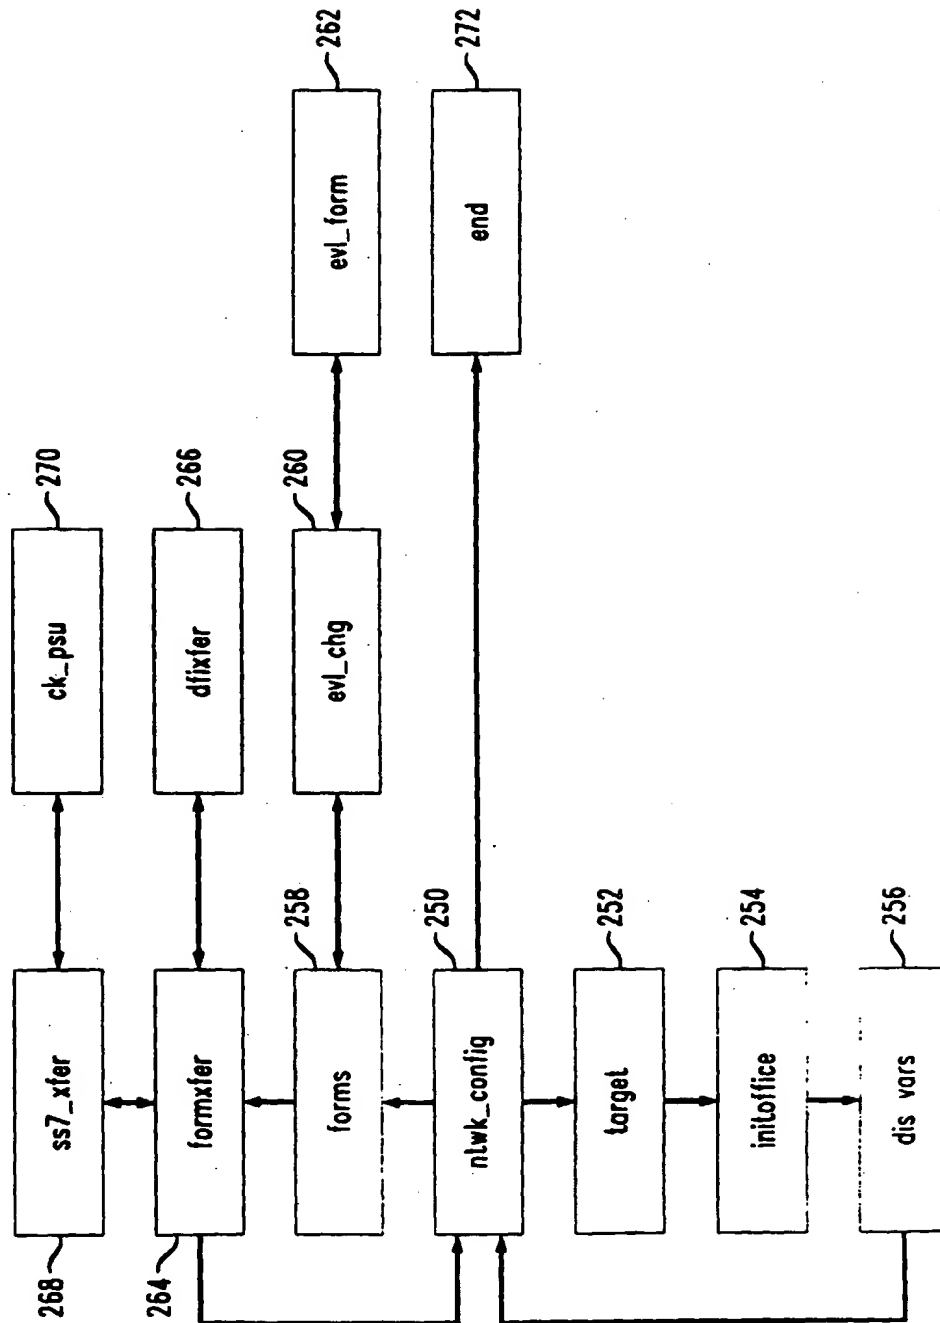 262
272
evl_form
end
270
266
260
ck_psu
dfixfer
evl_chg
258
250
252
254
256
ss7_xfer
formxfer
forms
ntwk_config
target
initoffice
dis vars
268
264